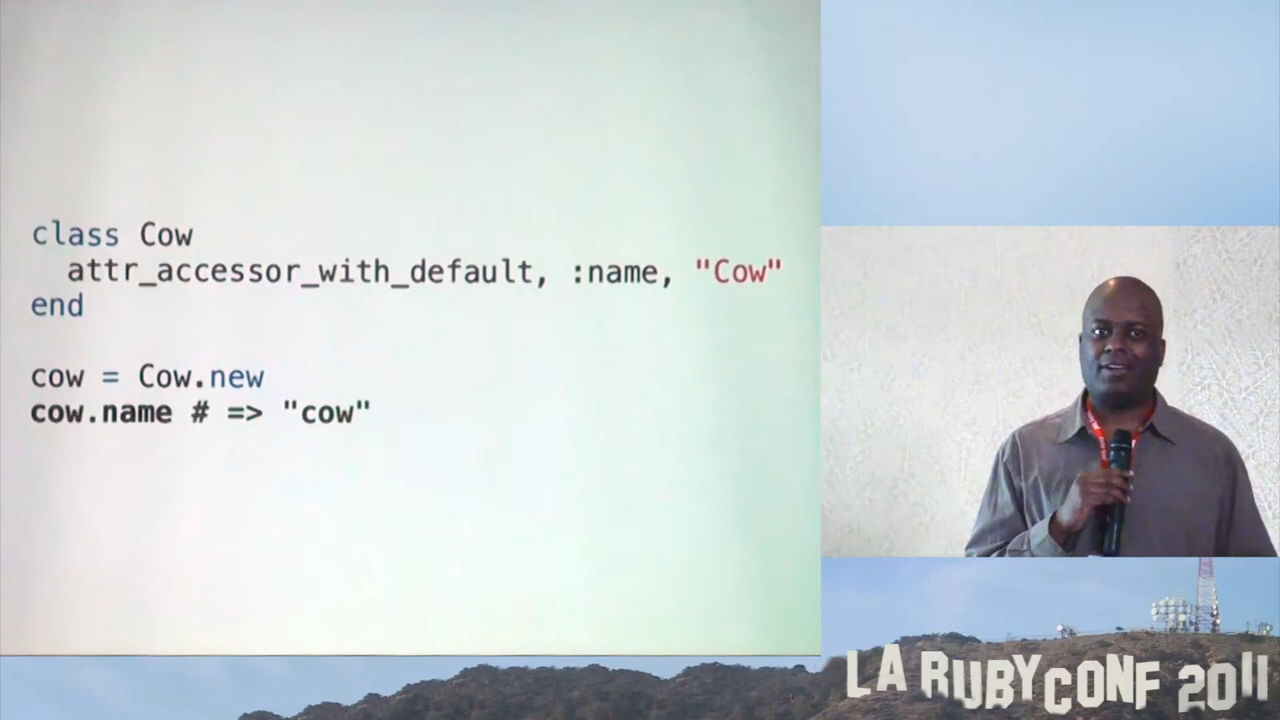 class Cow
  attr_accessor_with_default, :name, "Cow"
end
cow = Cow.new
cow.name # => "cow"
LA RUBYCONF 2011